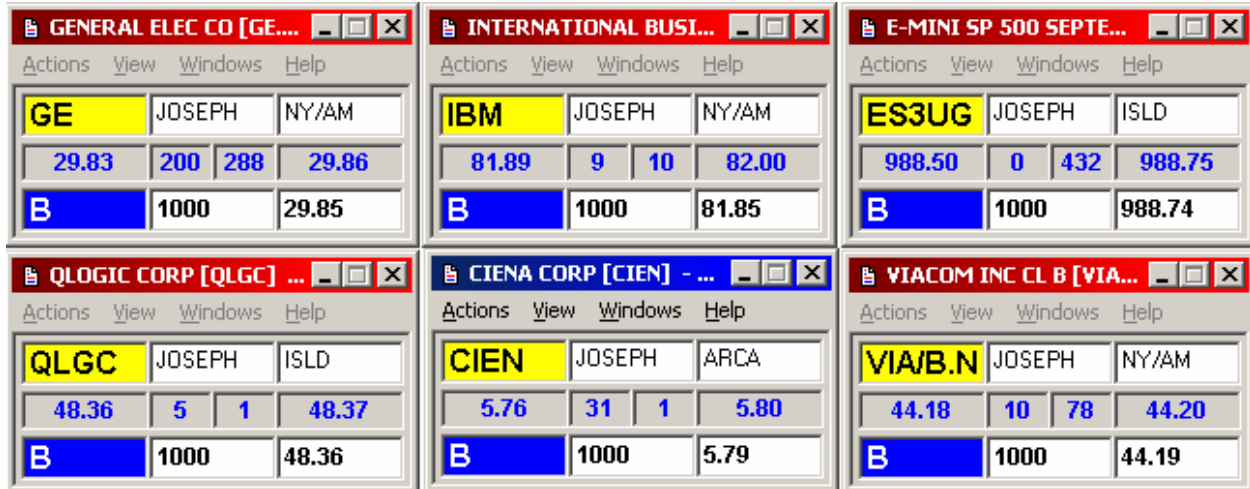 GENERAL ELEC CO [GE....
Actions View Windows Help
GE JOSEPH NY/AM
29.83 200 288 29.86
B 1000 29.85
INTERNATIONAL BUSI...
Actions View Windows Help
IBM JOSEPH NY/AM
81.89 9 10 82.00
B 1000 81.85
E-MINI SP 500 SEPTE...
Actions View Windows Help
ES3UG JOSEPH ISLD
988.50 0 432 988.75
B 1000 988.74
QLOGIC CORP [QLGC] ...
Actions View Windows Help
QLGC JOSEPH ISLD
48.36 5 1 48.37
B 1000 48.36
CIENA CORP [CIEN] - ...
Actions View Windows Help
CIEN JOSEPH ARCA
5.76 31 1 5.80
B 1000 5.79
VIACOM INC CL B [VIA...
Actions View Windows Help
VIA/B.N JOSEPH NY/AM
44.18 10 78 44.20
B 1000 44.19